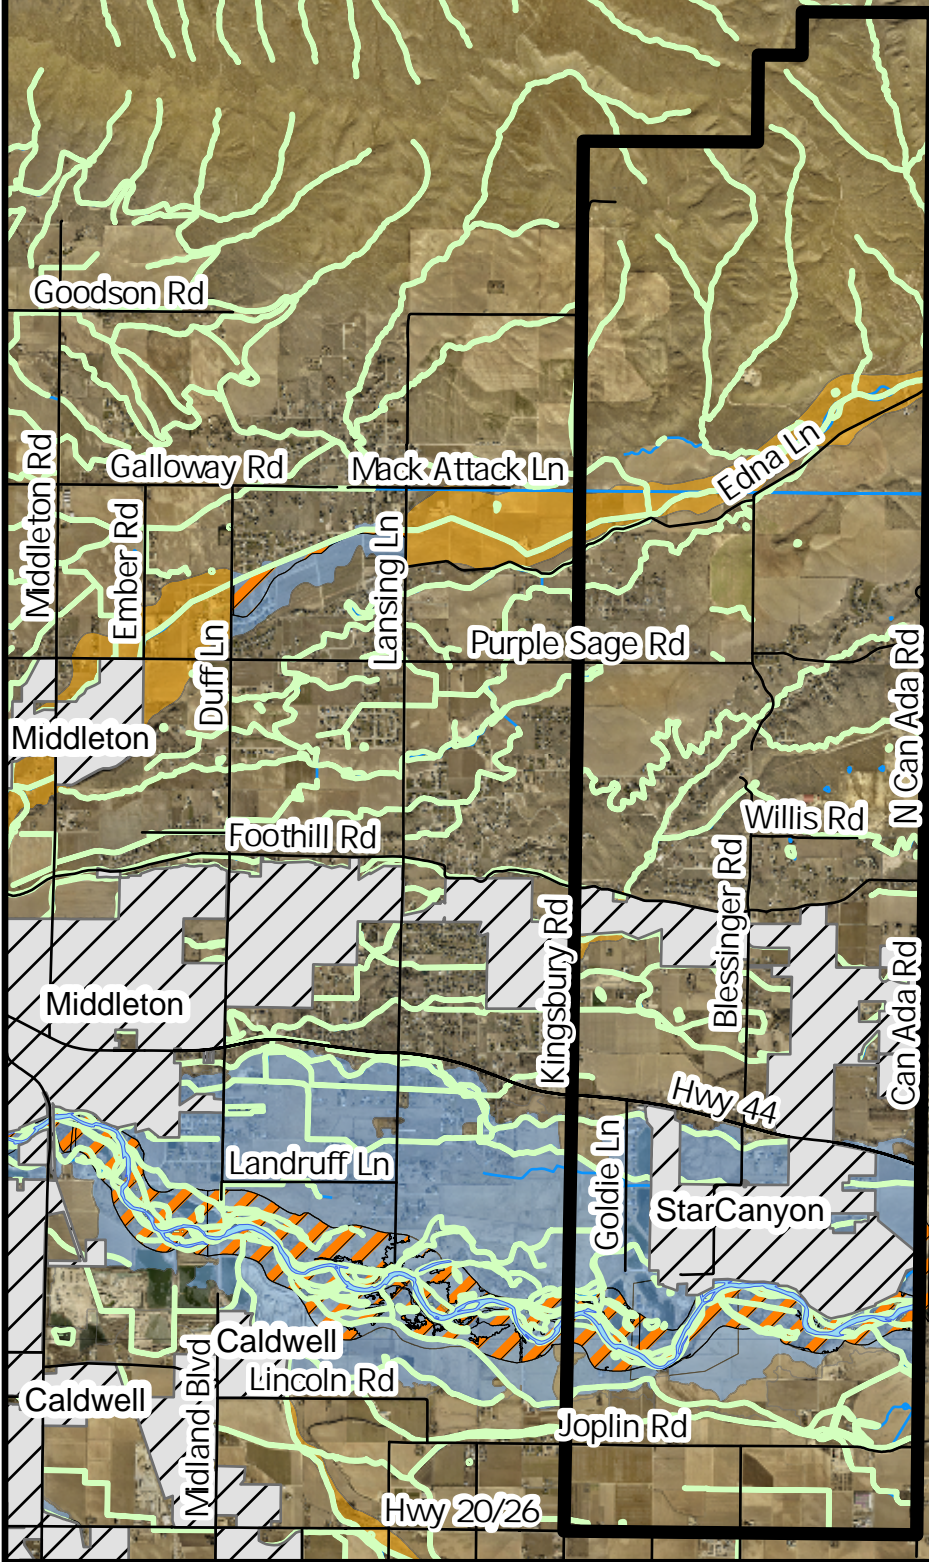 Goodson Rd
Middleton Rd
Galloway Rd
Mack Attack Ln
Edna Ln
Ember Rd
Lansing Ln
Duff Ln
Purple Sage Rd
N Can Ada Rd
Middleton
Foothill Rd
Willis Rd
Blessinger Rd
Kingsbury Rd
Can Ada Rd
Middleton
Hwy 44
Landruff Ln
Goldie Ln
StarCanyon
Caldwell
Midland Blvd
Lincoln Rd
Caldwell
Joplin Rd
Hwy 20/26